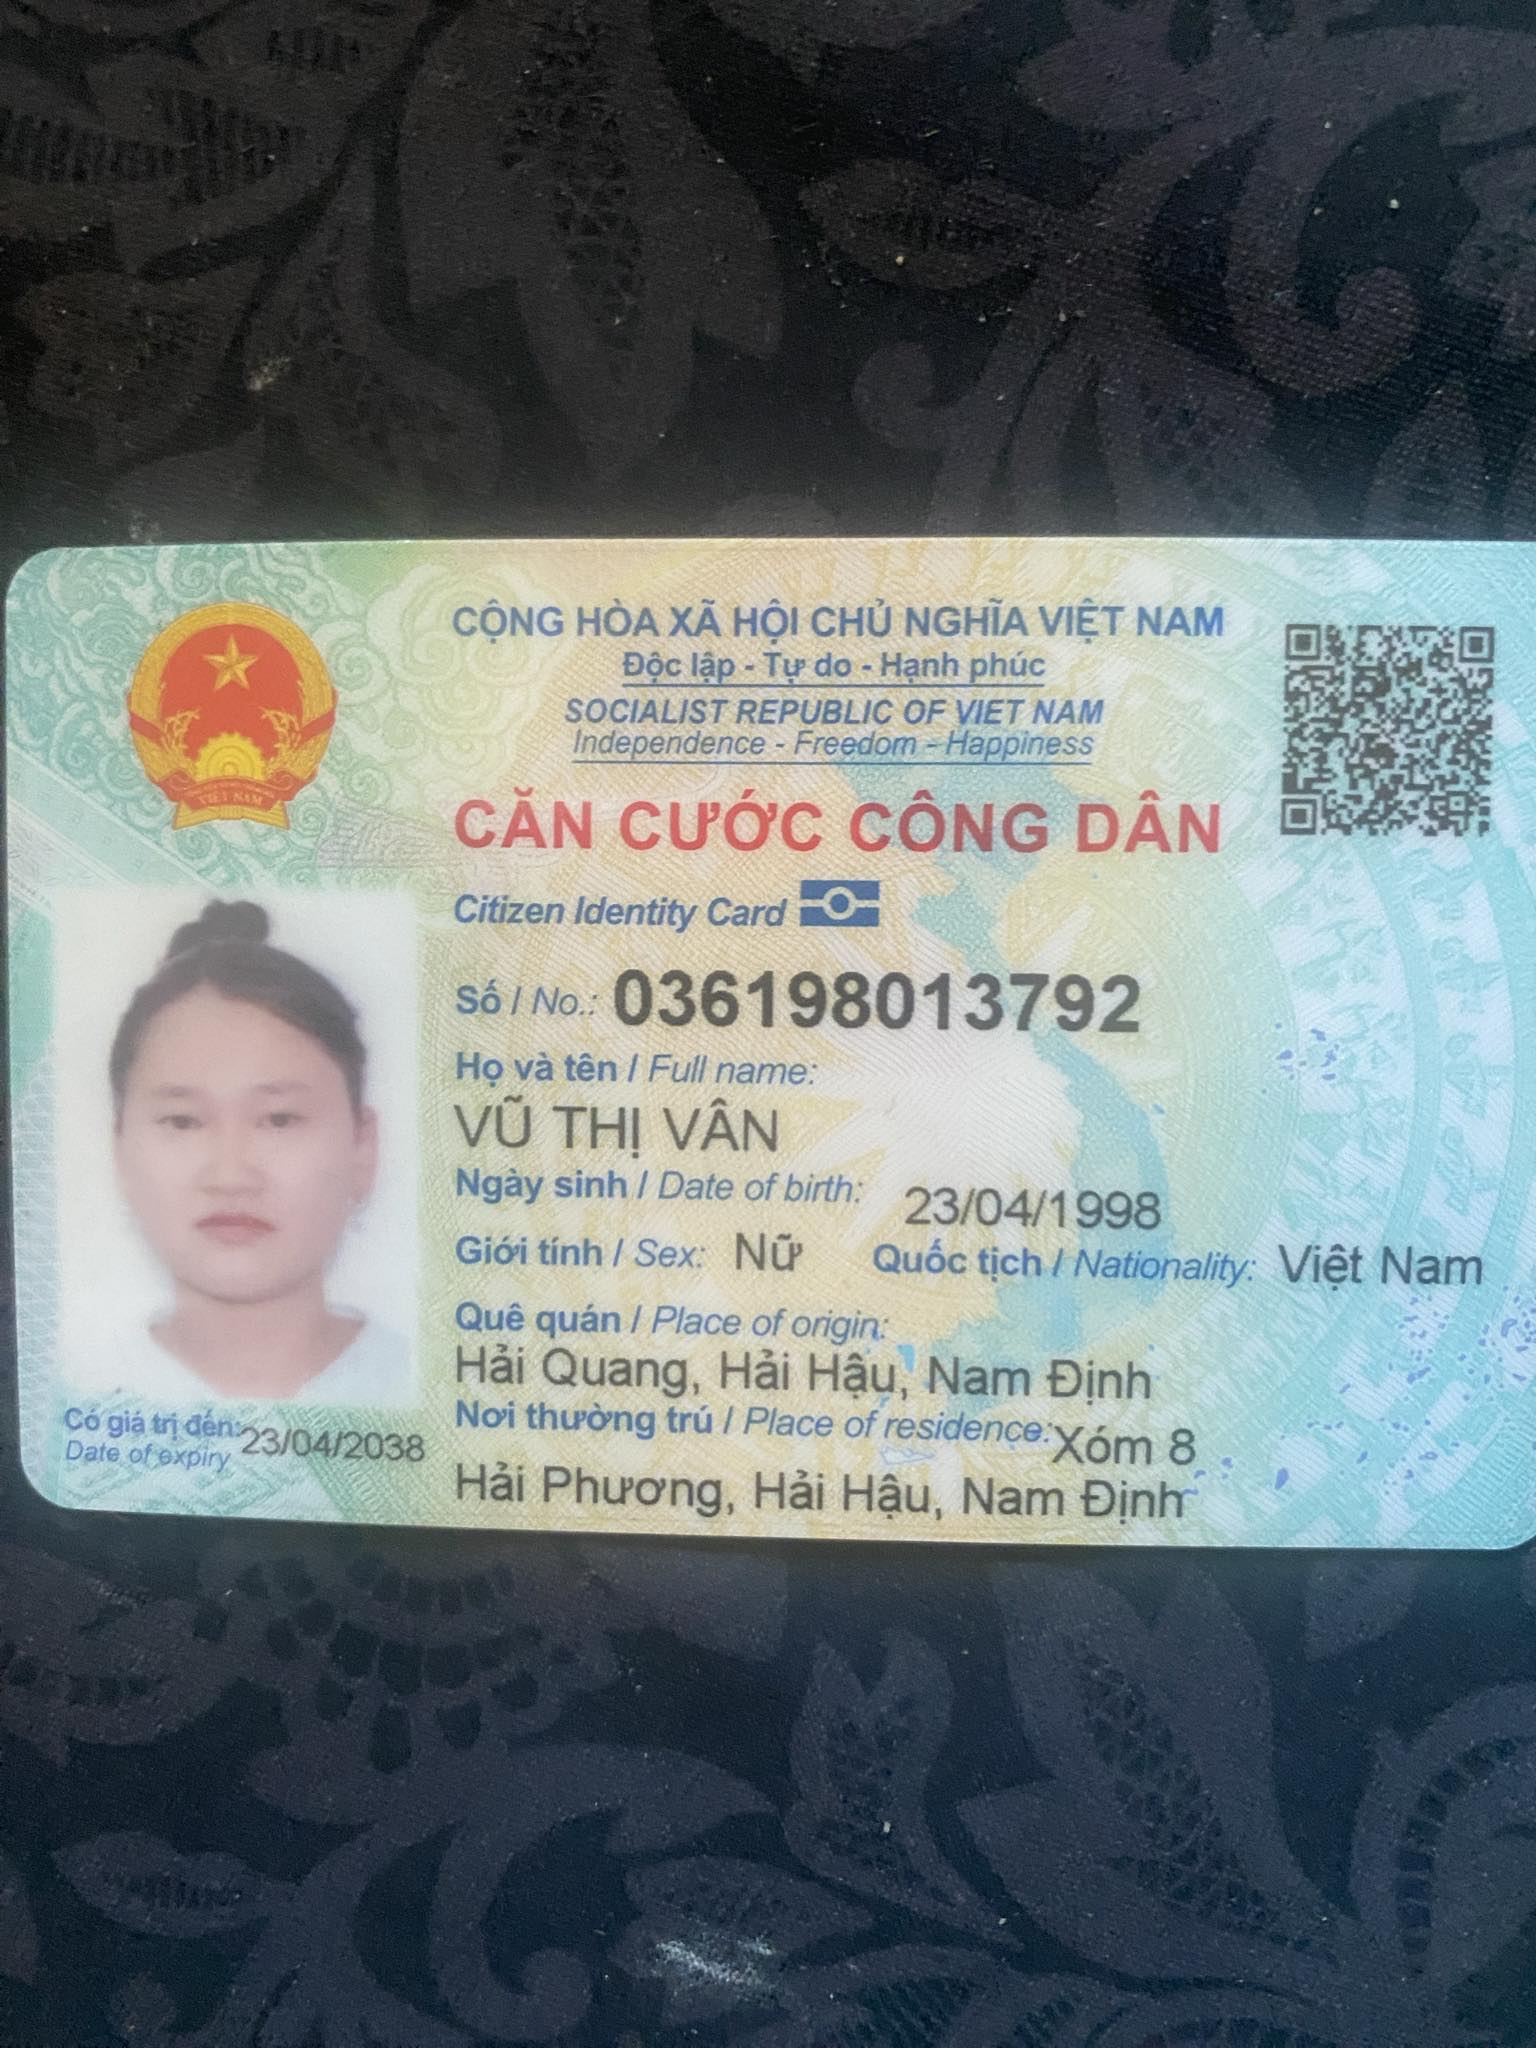 CỘNG HÒA XÃ HỘI CHỦ NGHĨA VIỆT NAM
Độc lập - Tự do - Hạnh phúc
SOCIALIST REPUBLIC OF VIET NAM
Independence - Freedom - Happiness
CĂN CƯỚC CÔNG DÂN
Citizen Identity Card
Số / No.: 036198013792
Họ và tên / Full name:
VŨ THỊ VÂN
Ngày sinh / Date of birth: 23/04/1998
Giới tính / Sex: Nữ Quốc tịch / Nationality: Việt Nam
Quê quán / Place of origin:
Hải Quang, Hải Hậu, Nam Định
Nơi thường trú / Place of residence: Xóm 8
Hải Phương, Hải Hậu, Nam Định
Có giá trị đến: 23/04/2038
Date of expiry
VIỆT NAM